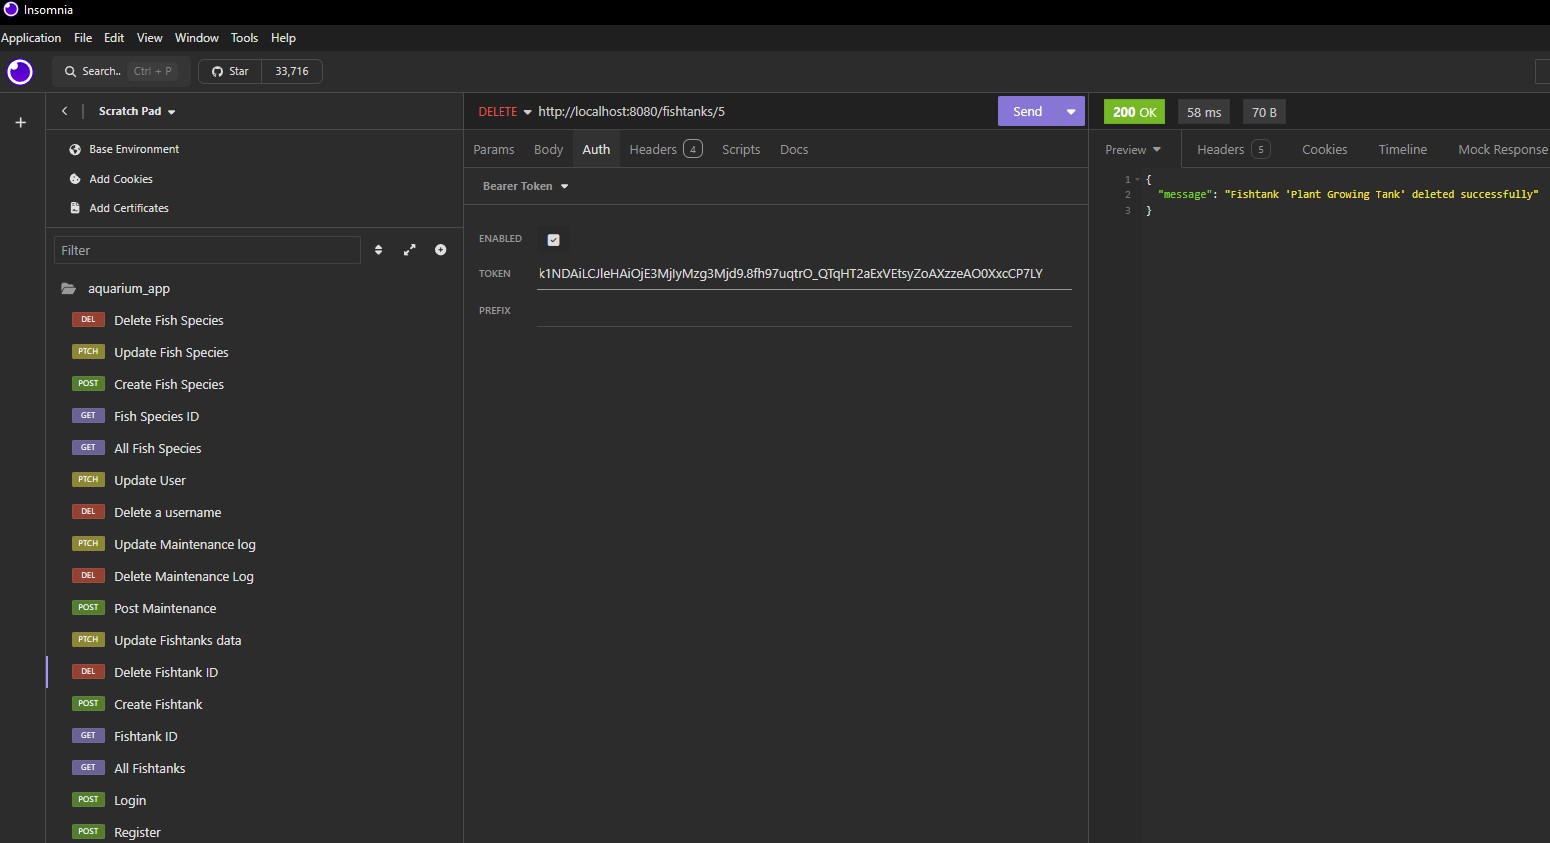 Insomnia
Application File Edit View Window Tools Help
Search.. Ctrl + P Star 33,716
Scratch Pad
Base Environment
Add Cookies
Add Certificates
Filter
aquarium_app
DEL Delete Fish Species
PTCH Update Fish Species
POST Create Fish Species
GET Fish Species ID
GET All Fish Species
PTCH Update User
DEL Delete a username
PTCH Update Maintenance log
DEL Delete Maintenance Log
POST Post Maintenance
PTCH Update Fishtanks data
DEL Delete Fishtank ID
POST Create Fishtank
GET Fishtank ID
GET All Fishtanks
POST Login
POST Register
DELETE http://localhost:8080/fishtanks/5 Send
Params Body Auth Headers 4 Scripts Docs
Bearer Token
ENABLED
TOKEN k1NDAiLCJleHAiOjE3MjIyMzg3Mjd9.8fh97uqtrO_QTqHT2aExVEtsyZoAXzzeAO0XxcCP7LY
PREFIX
200 OK 58 ms 70 B
Preview Headers 5 Cookies Timeline Mock Response
1 {
2 "message": "Fishtank 'Plant Growing Tank' deleted successfully"
3 }